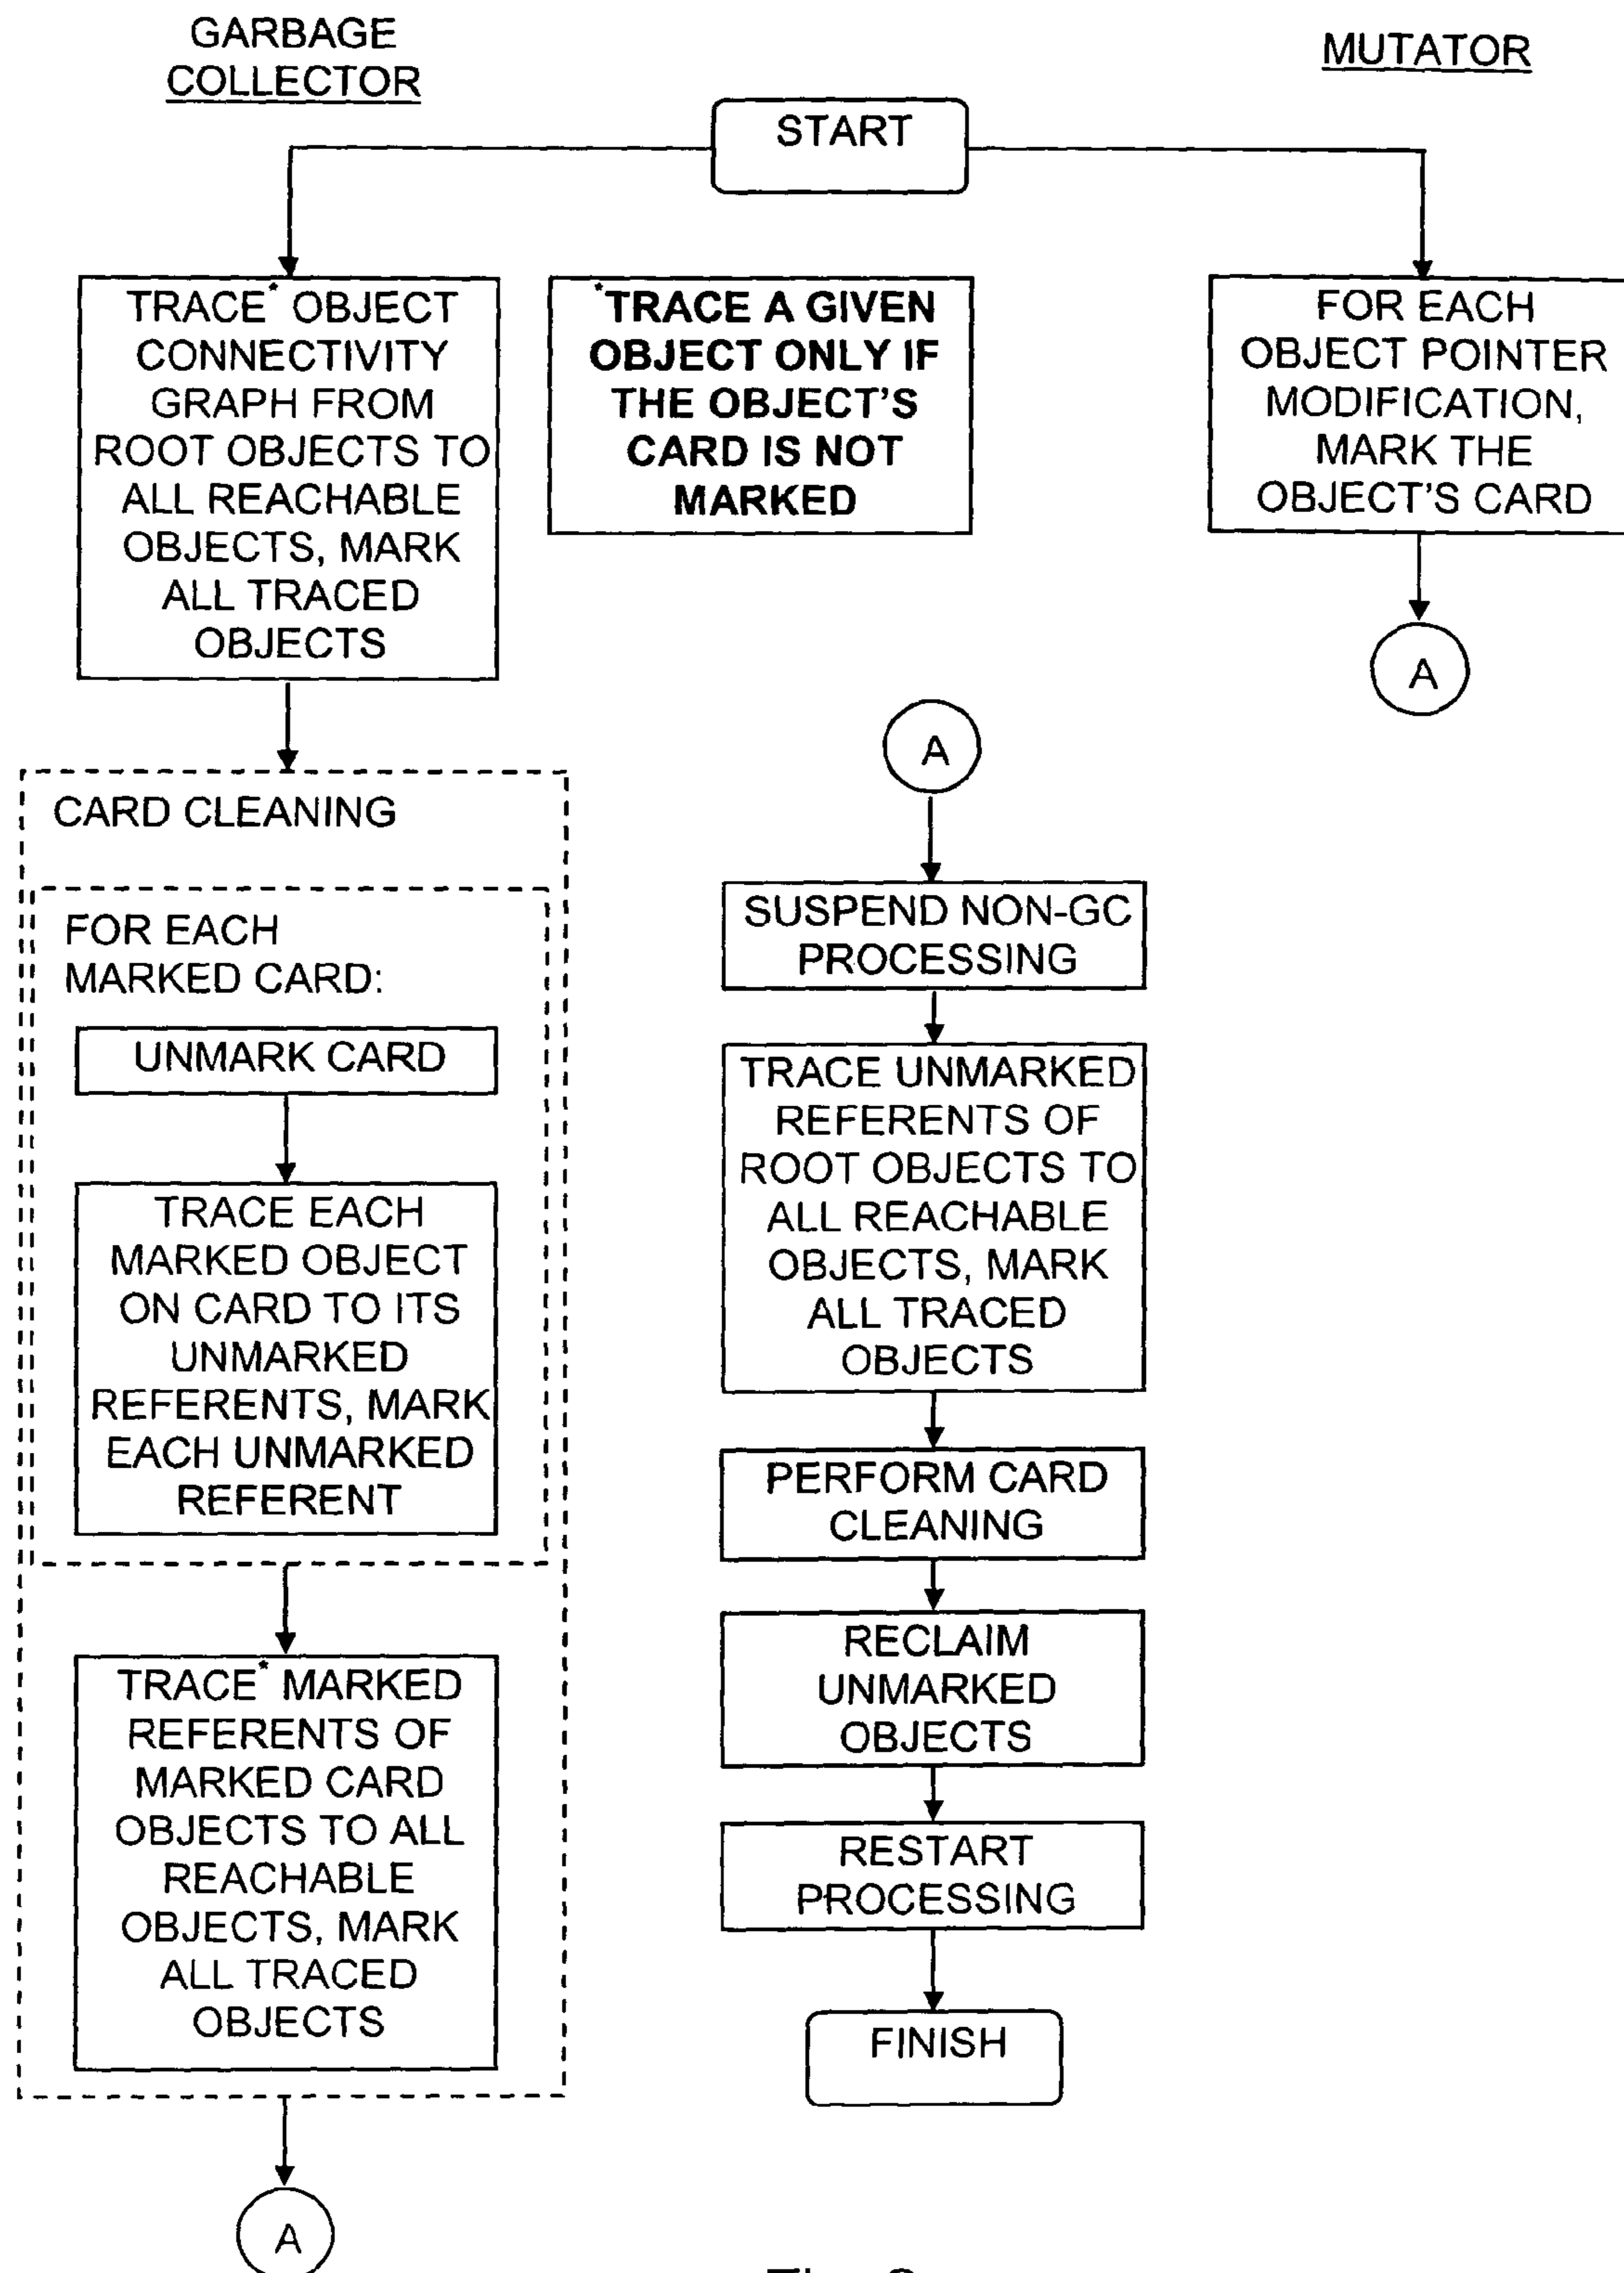 GARBAGE
COLLECTOR
MUTATOR
START
TRACE* OBJECT
CONNECTIVITY
GRAPH FROM
ROOT OBJECTS TO
ALL REACHABLE
OBJECTS, MARK
ALL TRACED
OBJECTS
*TRACE A GIVEN
OBJECT ONLY IF
THE OBJECT'S
CARD IS NOT
MARKED
FOR EACH
OBJECT POINTER
MODIFICATION,
MARK THE
OBJECT'S CARD
A
CARD CLEANING
FOR EACH
MARKED CARD:
UNMARK CARD
TRACE EACH
MARKED OBJECT
ON CARD TO ITS
UNMARKED
REFERENTS, MARK
EACH UNMARKED
REFERENT
TRACE* MARKED
REFERENTS OF
MARKED CARD
OBJECTS TO ALL
REACHABLE
OBJECTS, MARK
ALL TRACED
OBJECTS
A
A
SUSPEND NON-GC
PROCESSING
TRACE UNMARKED
REFERENTS OF
ROOT OBJECTS TO
ALL REACHABLE
OBJECTS, MARK
ALL TRACED
OBJECTS
PERFORM CARD
CLEANING
RECLAIM
UNMARKED
OBJECTS
RESTART
PROCESSING
FINISH